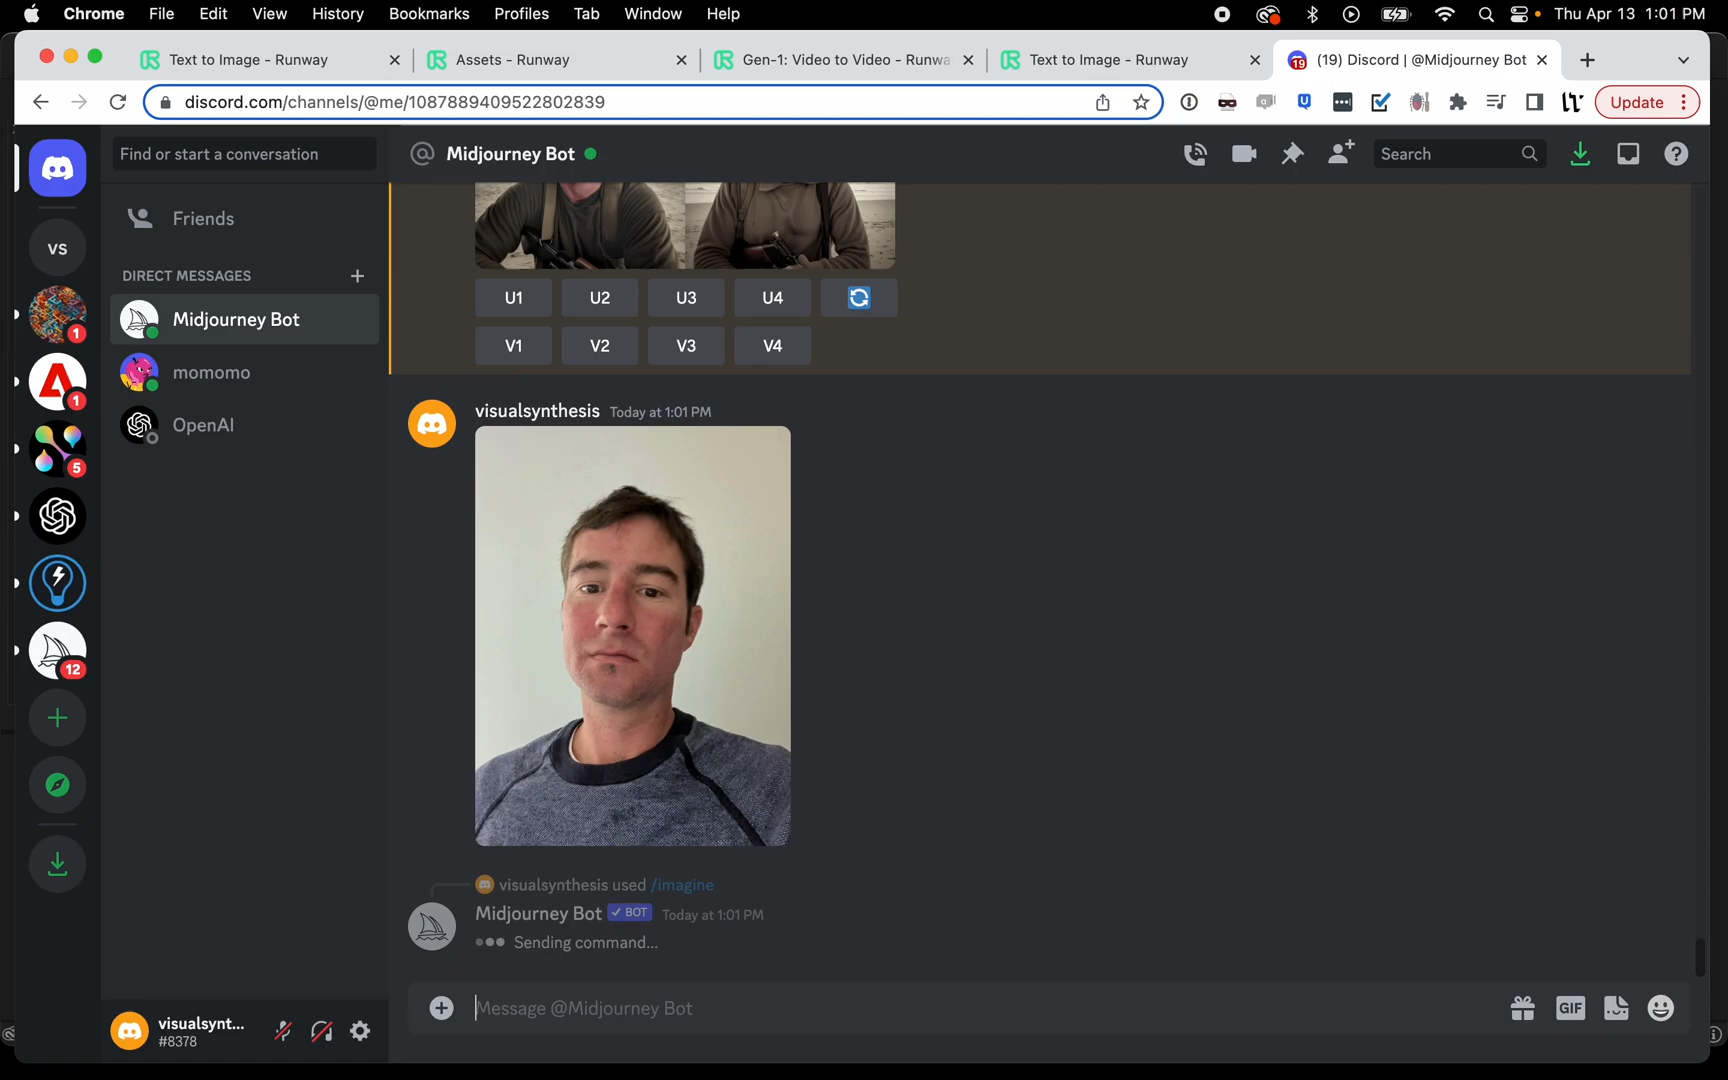 Chrome File Edit View History Bookmarks Profiles Tab Window Help Thu Apr 13 1:01 PM
Text to Image - Runway
Assets - Runway
Gen-1: Video to Video - Runwa
Text to Image - Runway
(19) Discord | @Midjourney Bot
discord.com/channels/@me/1087889409522802839
Update
Find or start a conversation
Midjourney Bot
Search
VS
Friends
DIRECT MESSAGES
Midjourney Bot
momomo
OpenAI
1
1
5
12
U1 U2 U3 U4
V1 V2 V3 V4
visualsynthesis Today at 1:01 PM
visualsynthesis used /imagine
Midjourney Bot BOT Today at 1:01 PM
Sending command...
Message @Midjourney Bot
GIF
visualsynt...
#8378